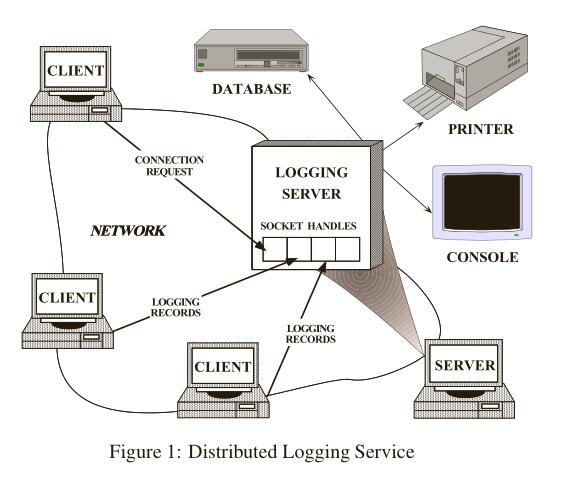 CLIENT
DATABASE
PRINTER
CONNECTION
REQUEST
LOGGING
SERVER
SOCKET HANDLES
NETWORK
CONSOLE
CLIENT
LOGGING
RECORDS
LOGGING
RECORDS
CLIENT
SERVER
Figure 1: Distributed Logging Service